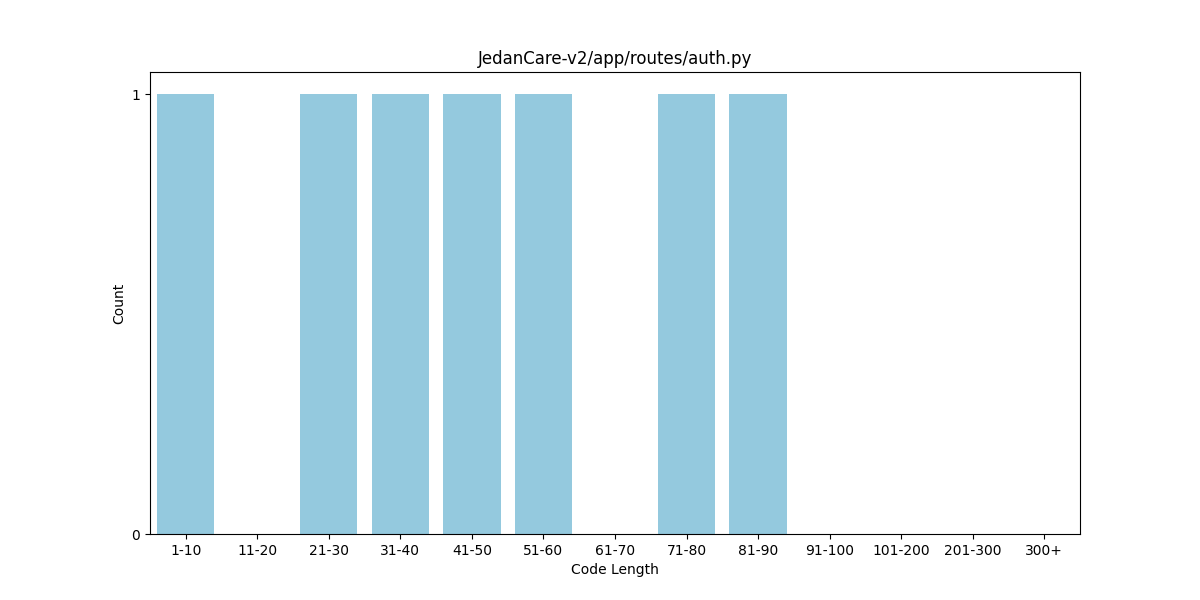 JedanCare-v2/app/routes/auth.py
1
Count
0
1-10 11-20 21-30 31-40 41-50 51-60 61-70 71-80 81-90 91-100 101-200 201-300 300+
Code Length